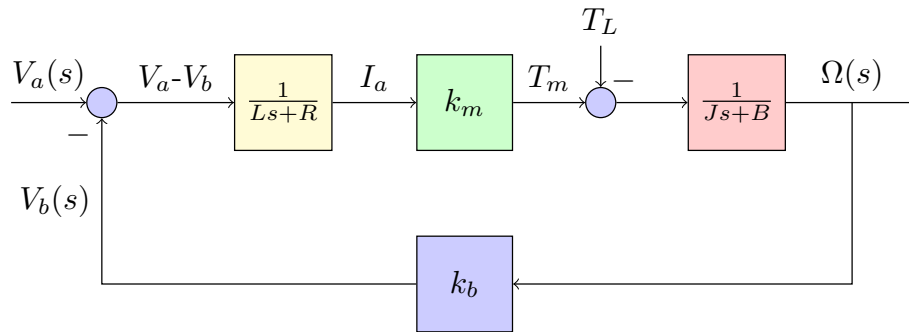 T_L
V_a(s)
V_a-V_b
1/(Ls+R)
I_a
k_m
T_m
−
1/(Js+B)
Ω(s)
−
V_b(s)
k_b